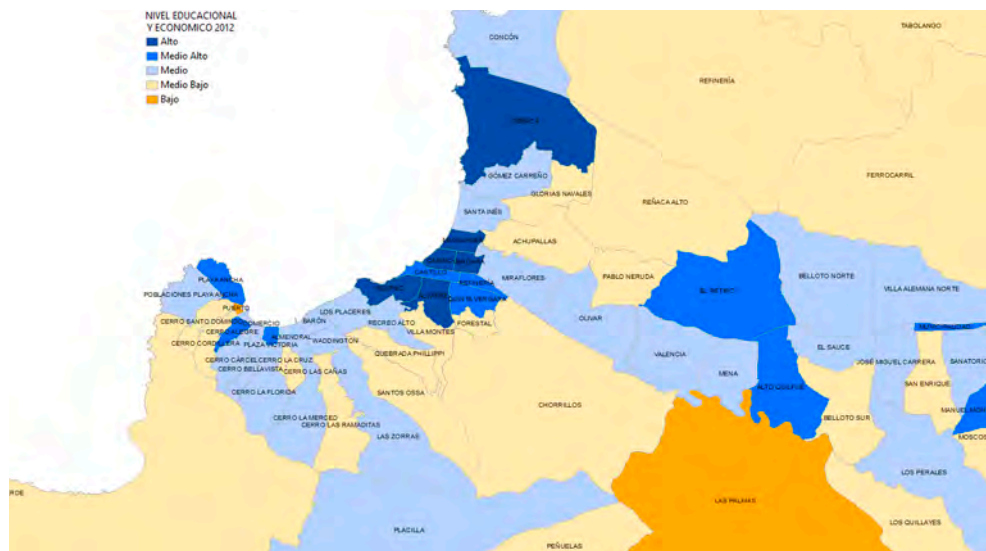 NIVEL EDUCACIONAL
Y ECONOMICO 2012
Alto
Medio Alto
Medio
Medio Bajo
Bajo
CONCÓN
TABOLANGO
REFINERÍA
GÓMEZ CARREÑO
GLORIAS NAVALES
FERROCARRIL
REÑACA ALTO
SANTA INÉS
ACHUPALLAS
MIRAFLORES
PABLO NERUDA
BELLOTO NORTE
VILLA ALEMANA NORTE
PLAYA ANCHA
POBLACIONES PLAYA ANCHA
PUERTO
CERRO SANTO DOMINGO
CERRO ALEGRE
CERRO CORDILLERA
PLAZA VICTORIA
ALMENDRAL
BARÓN
LOS PLACERES
WADDINGTON
RECREO ALTO
VILLA MONTES
FORESTAL
OLIVAR
VALENCIA
MENA
EL SAUCE
JOSÉ MIGUEL CARRERA
SANATORIO
SAN ENRIQUE
CERRO CÁRCEL
CERRO LA CRUZ
CERRO BELLAVISTA
CERRO LAS CAÑAS
QUEBRADA PHILLIPPI
SANTOS OSSA
CERRO LA FLORIDA
CHORRILLOS
BELLOTO SUR
CERRO LA MERCED
CERRO LAS RAMADITAS
LAS ZORRAS
MOSCOS
LOS PERALES
RDE
LAS PALMAS
PLACILLA
LOS QUILLAYES
PEÑUELAS